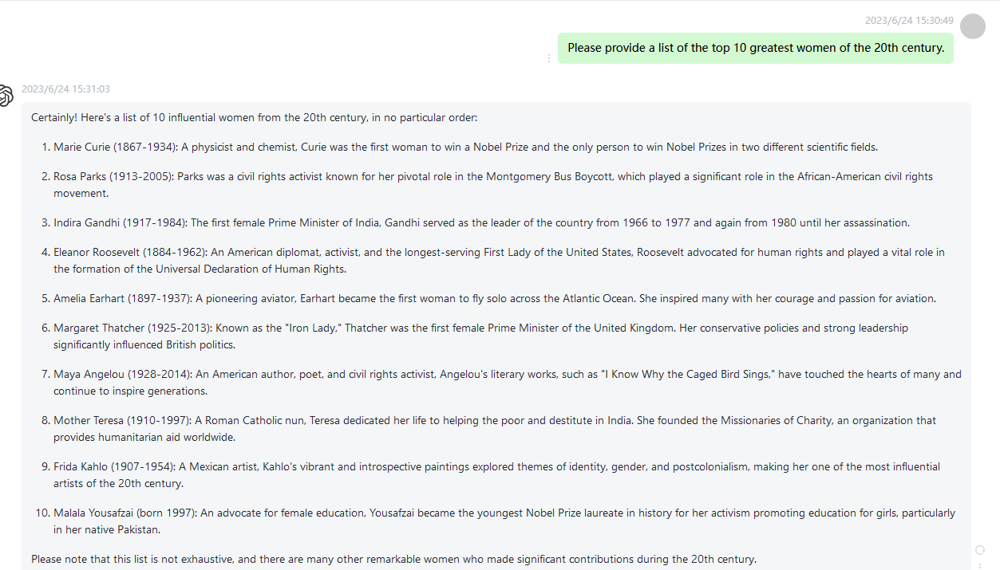 2023/6/24 15:30:49
Please provide a list of the top 10 greatest women of the 20th century.
2023/6/24 15:31:03
Certainly! Here's a list of 10 influential women from the 20th century, in no particular order:
1. Marie Curie (1867-1934): A physicist and chemist, Curie was the first woman to win a Nobel Prize and the only person to win Nobel Prizes in two different scientific fields.
2. Rosa Parks (1913-2005): Parks was a civil rights activist known for her pivotal role in the Montgomery Bus Boycott, which played a significant role in the African-American civil rights
movement.
3. Indira Gandhi (1917-1984): The first female Prime Minister of India, Gandhi served as the leader of the country from 1966 to 1977 and again from 1980 until her assassination.
4. Eleanor Roosevelt (1884-1962): An American diplomat, activist, and the longest-serving First Lady of the United States, Roosevelt advocated for human rights and played a vital role in
the formation of the Universal Declaration of Human Rights.
5. Amelia Earhart (1897-1937): A pioneering aviator, Earhart became the first woman to fly solo across the Atlantic Ocean. She inspired many with her courage and passion for aviation.
6. Margaret Thatcher (1925-2013): Known as the "Iron Lady," Thatcher was the first female Prime Minister of the United Kingdom. Her conservative policies and strong leadership
significantly influenced British politics.
7. Maya Angelou (1928-2014): An American author, poet, and civil rights activist, Angelou's literary works, such as "I Know Why the Caged Bird Sings," have touched the hearts of many and
continue to inspire generations.
8. Mother Teresa (1910-1997): A Roman Catholic nun, Teresa dedicated her life to helping the poor and destitute in India. She founded the Missionaries of Charity, an organization that
provides humanitarian aid worldwide.
9. Frida Kahlo (1907-1954): A Mexican artist, Kahlo's vibrant and introspective paintings explored themes of identity, gender, and postcolonialism, making her one of the most influential
artists of the 20th century.
10. Malala Yousafzai (born 1997): An advocate for female education, Yousafzai became the youngest Nobel Prize laureate in history for her activism promoting education for girls, particularly
in her native Pakistan.
Please note that this list is not exhaustive, and there are many other remarkable women who made significant contributions during the 20th century.